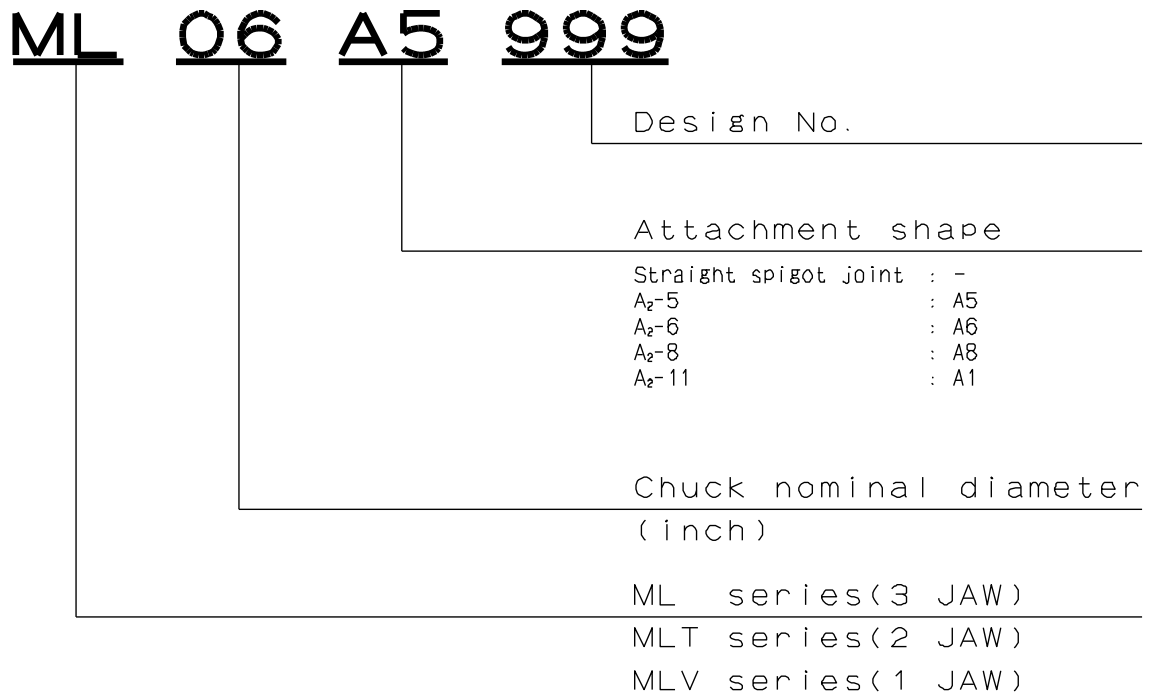 ML 06 A5 999
Design No.
Attachment shape
Straight spigot joint : -
A₂-5 : A5
A₂-6 : A6
A₂-8 : A8
A₂-11 : A1
Chuck nominal diameter
(inch)
ML series(3 JAW)
MLT series(2 JAW)
MLV series(1 JAW)